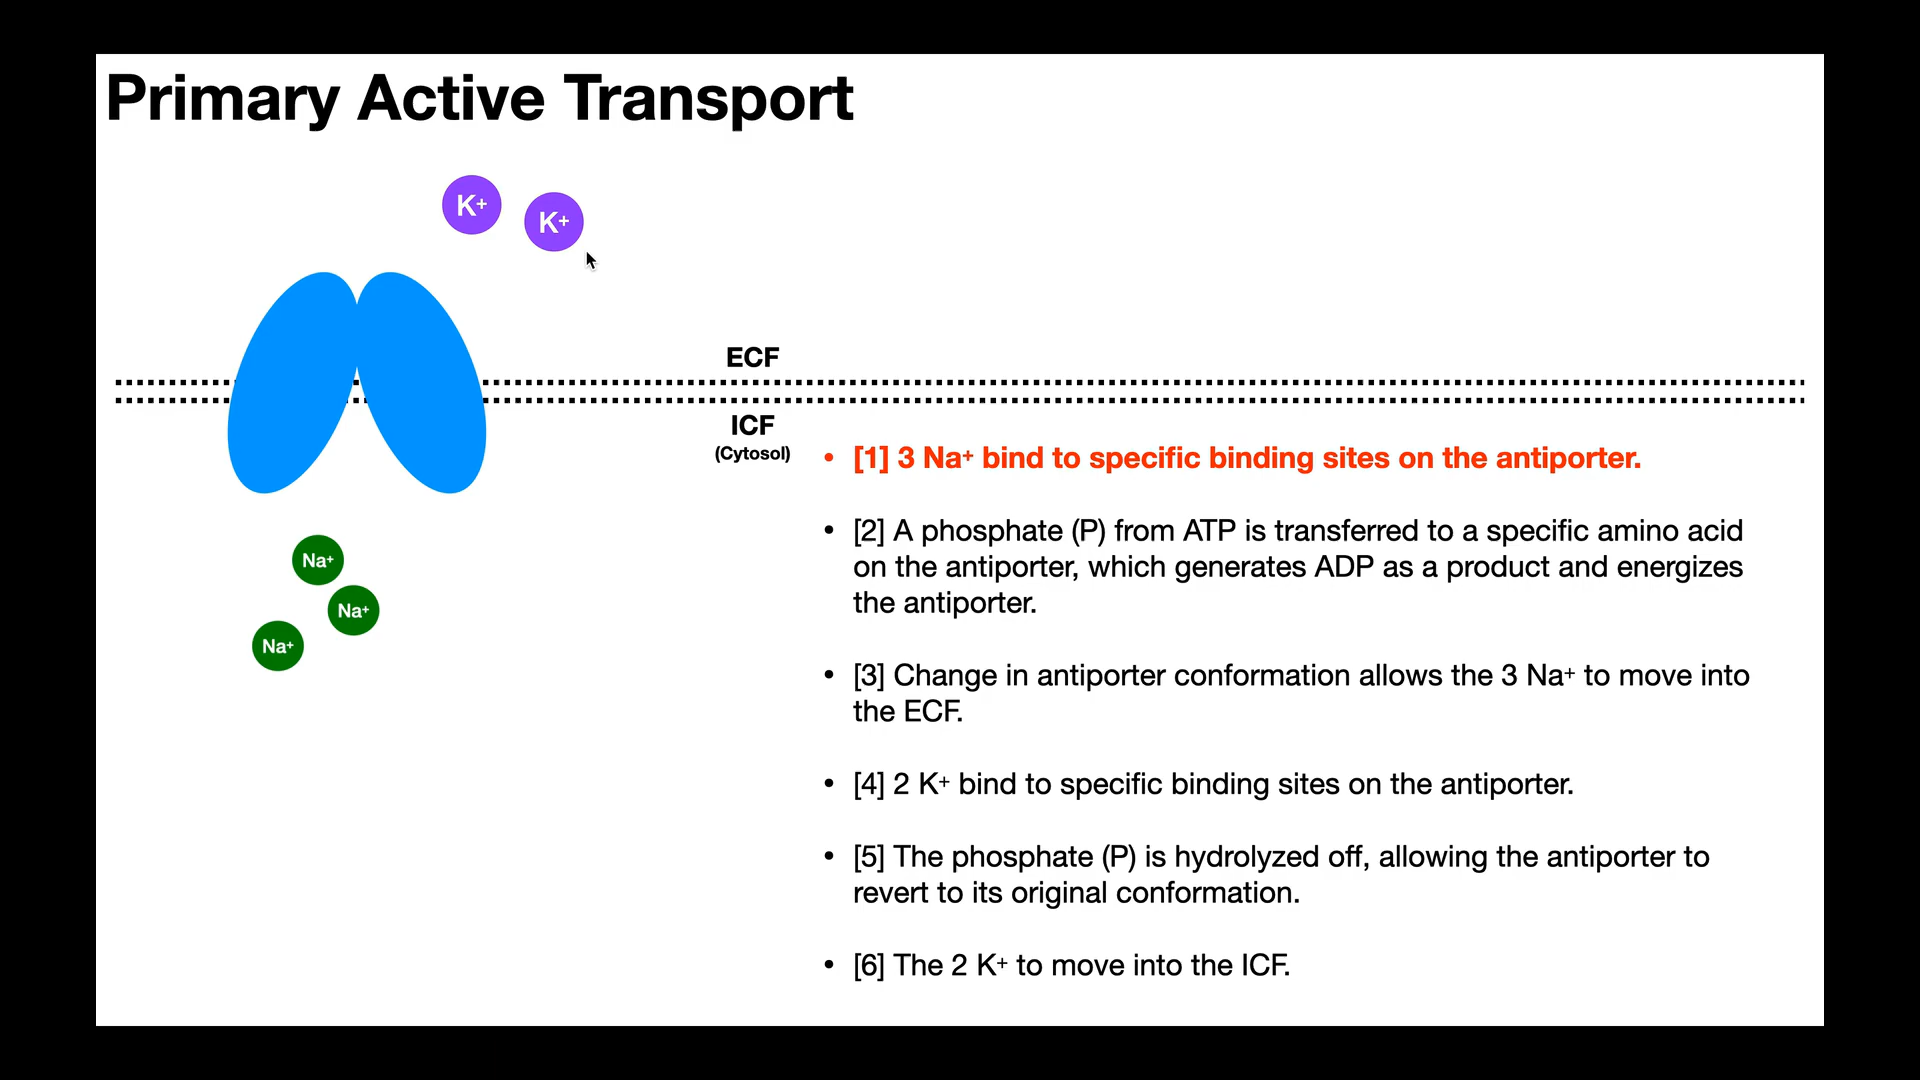 Primary Active Transport
K⁺
K⁺
ECF
ICF
(Cytosol)
• [1] 3 Na⁺ bind to specific binding sites on the antiporter.
• [2] A phosphate (P) from ATP is transferred to a specific amino acid
on the antiporter, which generates ADP as a product and energizes
the antiporter.
Na⁺
Na⁺
Na⁺
• [3] Change in antiporter conformation allows the 3 Na⁺ to move into
the ECF.
• [4] 2 K⁺ bind to specific binding sites on the antiporter.
• [5] The phosphate (P) is hydrolyzed off, allowing the antiporter to
revert to its original conformation.
• [6] The 2 K⁺ to move into the ICF.